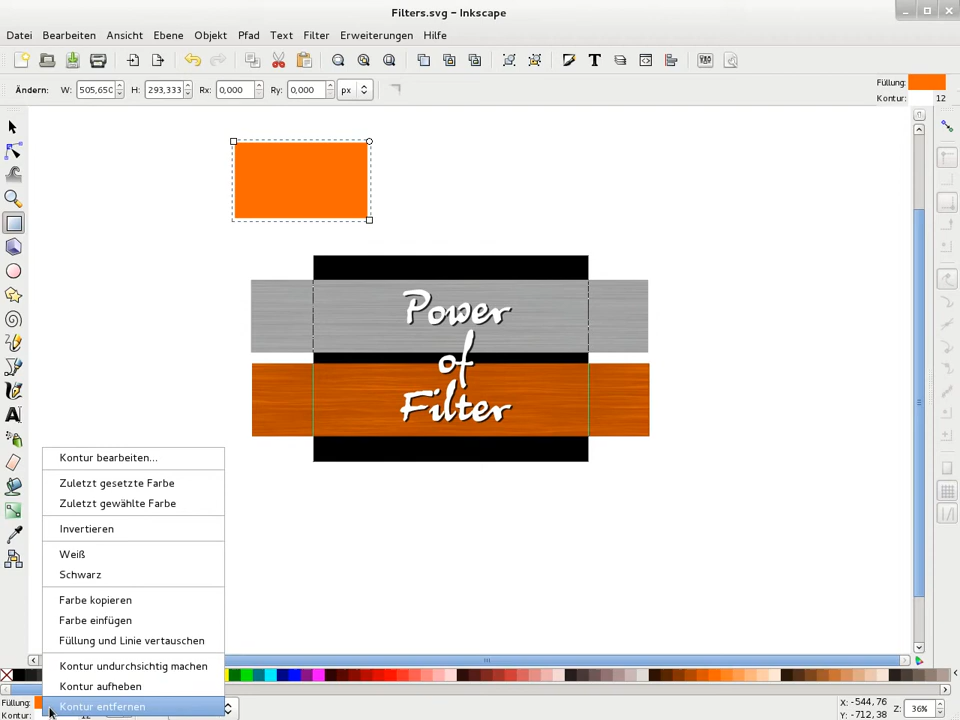 Filters.svg - Inkscape
Datei Bearbeiten Ansicht Ebene Objekt Pfad Text Filter Erweiterungen Hilfe
Ändern: W: 505,650 H: 293,333 Rx: 0,000 Ry: 0,000 px
Füllung:
Kontur: 12
Power
of
Filter
Kontur bearbeiten...
Zuletzt gesetzte Farbe
Zuletzt gewählte Farbe
Invertieren
Weiß
Schwarz
Farbe kopieren
Farbe einfügen
Füllung und Linie vertauschen
Kontur undurchsichtig machen
Kontur aufheben
Kontur entfernen
Füllung:
Kontur: 12
X: -544,76
Y: -712,38
Z: 36%